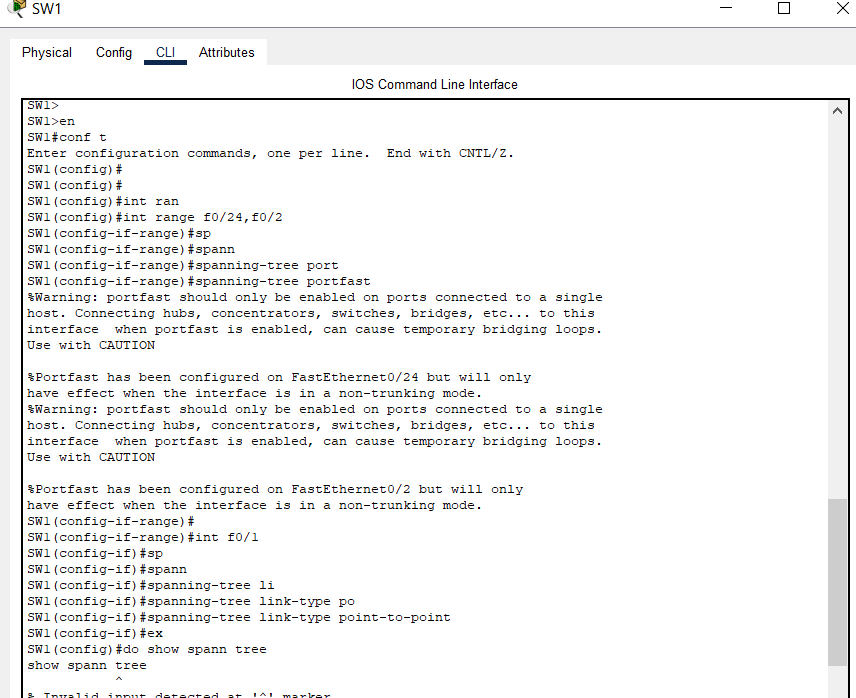 SW1
Physical Config CLI Attributes
IOS Command Line Interface
SW1>
SW1>en
SW1#conf t
Enter configuration commands, one per line.  End with CNTL/Z.
SW1(config)#
SW1(config)#
SW1(config)#int ran
SW1(config)#int range f0/24,f0/2
SW1(config-if-range)#sp
SW1(config-if-range)#spann
SW1(config-if-range)#spanning-tree port
SW1(config-if-range)#spanning-tree portfast
%Warning: portfast should only be enabled on ports connected to a single
host. Connecting hubs, concentrators, switches, bridges, etc... to this
interface  when portfast is enabled, can cause temporary bridging loops.
Use with CAUTION
%Portfast has been configured on FastEthernet0/24 but will only
have effect when the interface is in a non-trunking mode.
%Warning: portfast should only be enabled on ports connected to a single
host. Connecting hubs, concentrators, switches, bridges, etc... to this
interface  when portfast is enabled, can cause temporary bridging loops.
Use with CAUTION
%Portfast has been configured on FastEthernet0/2 but will only
have effect when the interface is in a non-trunking mode.
SW1(config-if-range)#
SW1(config-if-range)#int f0/1
SW1(config-if)#sp
SW1(config-if)#spann
SW1(config-if)#spanning-tree li
SW1(config-if)#spanning-tree link-type po
SW1(config-if)#spanning-tree link-type point-to-point
SW1(config-if)#ex
SW1(config)#do show spann tree
show spann tree
^
% Invalid input detected at '^' marker